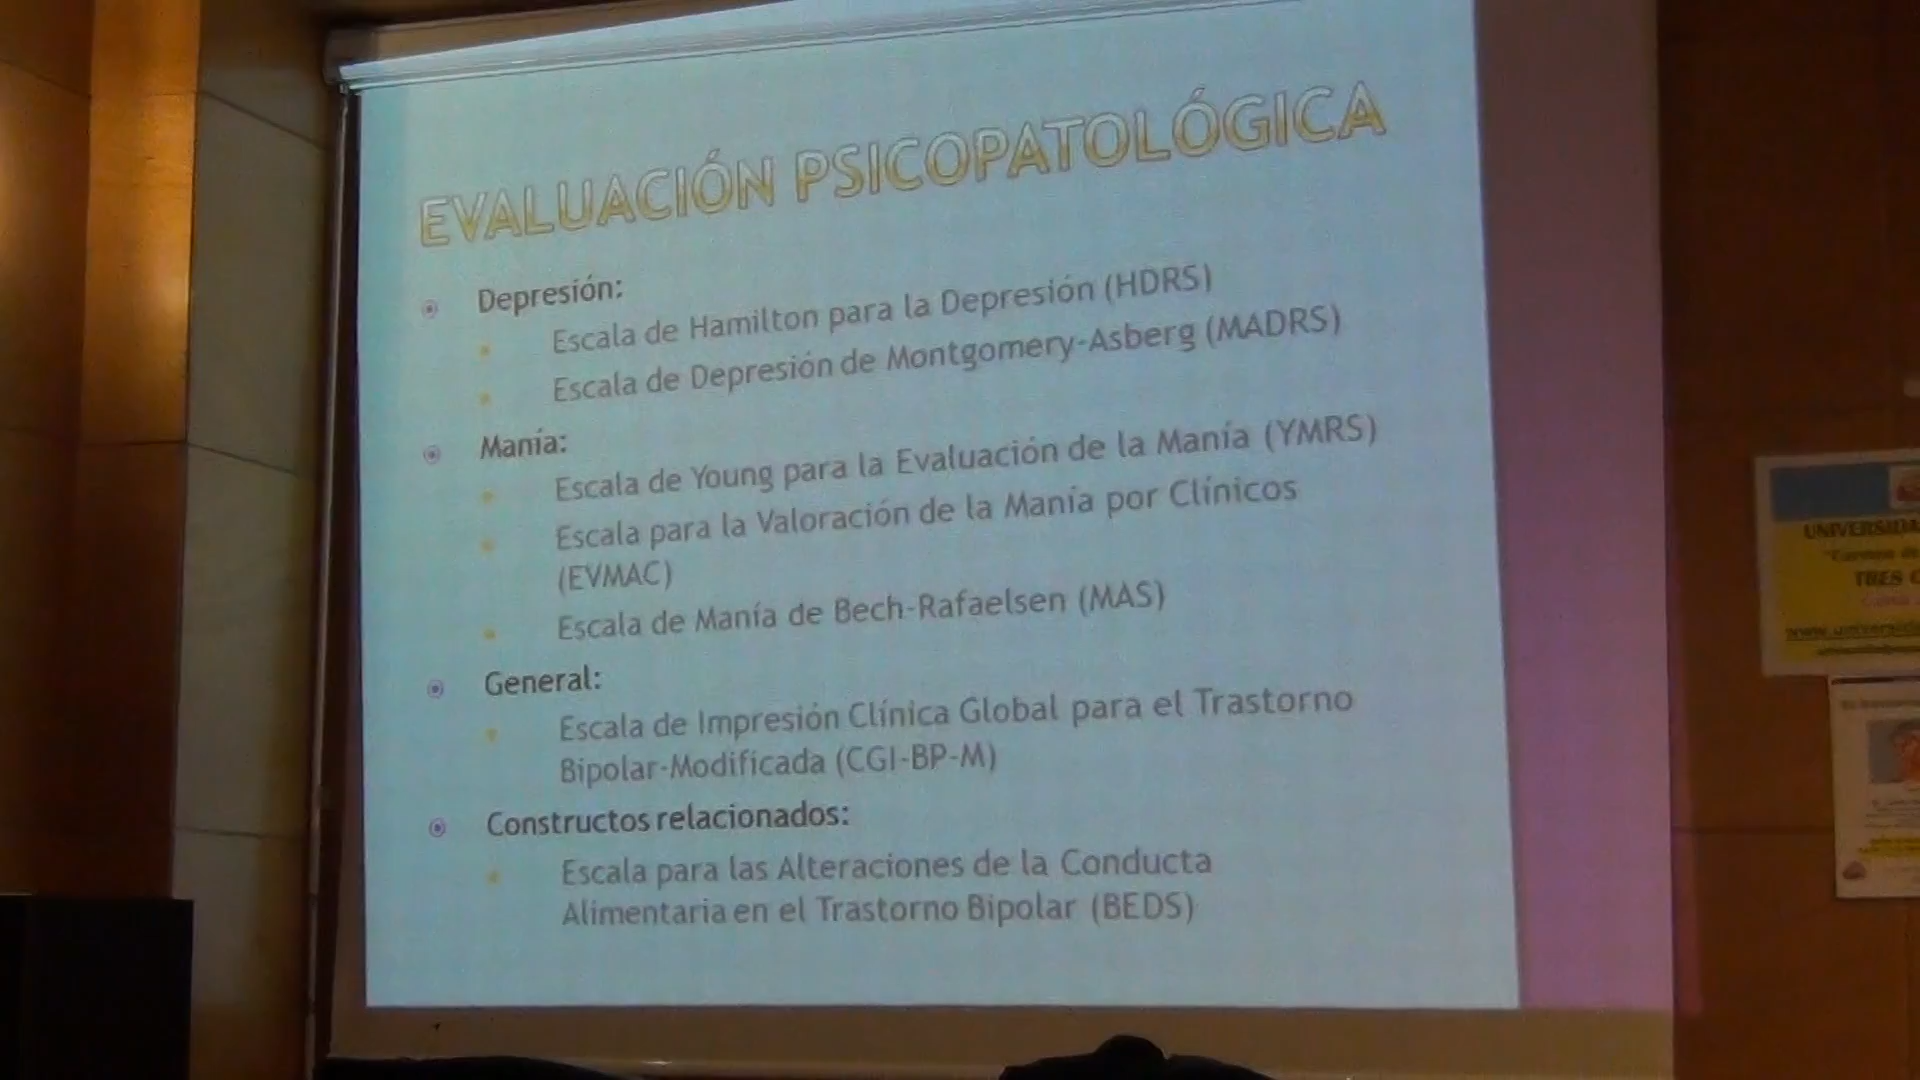 EVALUACIÓN PSICOPATOLÓGICA
Depresión:
Escala de Hamilton para la Depresión (HDRS)
Escala de Depresión de Montgomery-Asberg (MADRS)
Manía:
Escala de Young para la Evaluación de la Manía (YMRS)
Escala para la Valoración de la Manía por Clínicos
(EVMAC)
Escala de Manía de Bech-Rafaelsen (MAS)
General:
Escala de Impresión Clínica Global para el Trastorno
Bipolar-Modificada (CGI-BP-M)
Constructos relacionados:
Escala para las Alteraciones de la Conducta
Alimentaria en el Trastorno Bipolar (BEDS)
UNIVERSIDA
TRES